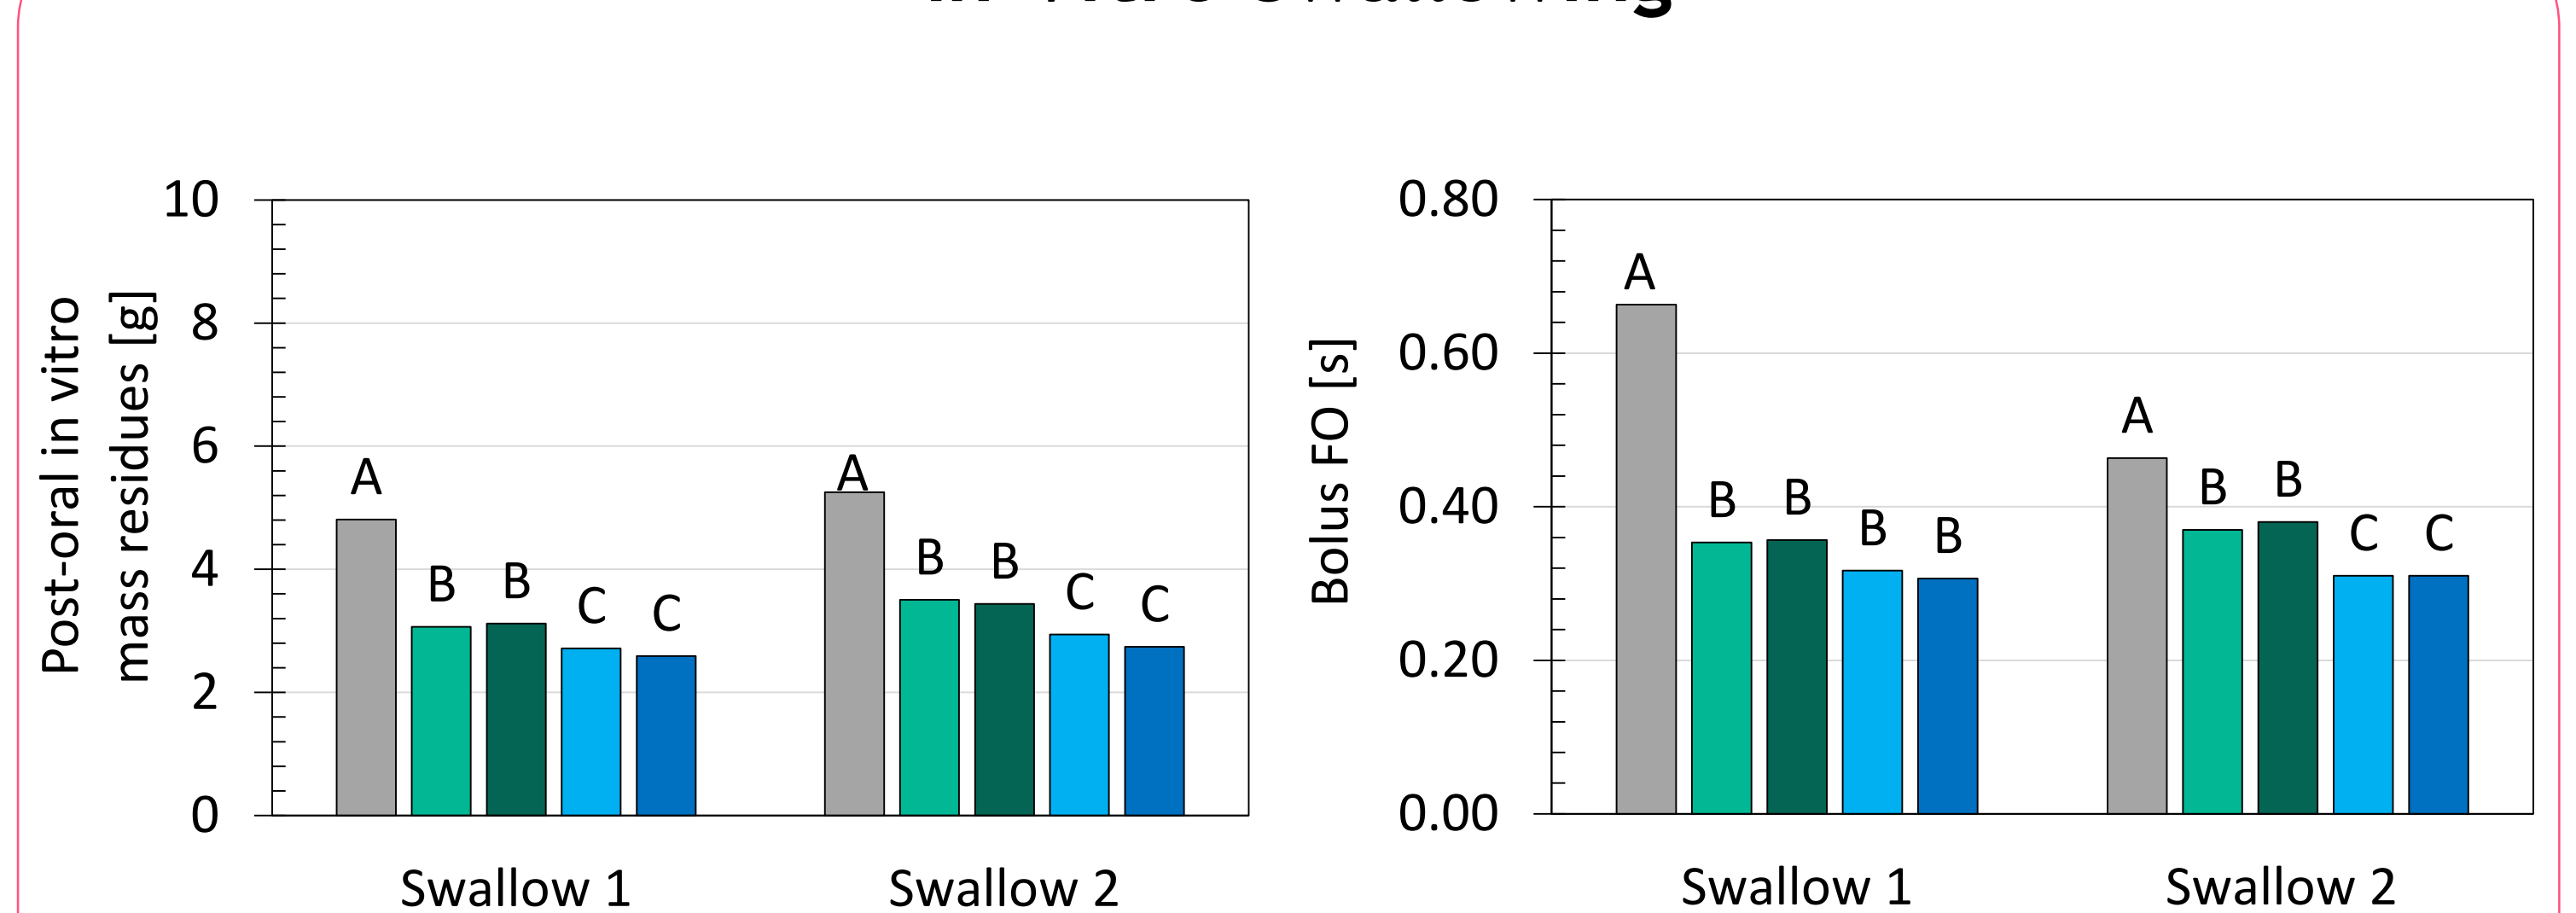 Post-oral in vitro
mass residues [g]
10
8
6
4
2
0
A
B
B
C
C
A
B
B
C
C
Swallow 1
Swallow 2
Bolus FO [s]
0.80
0.60
0.40
0.20
0.00
A
B
B
B
B
A
B
B
C
C
Swallow 1
Swallow 2